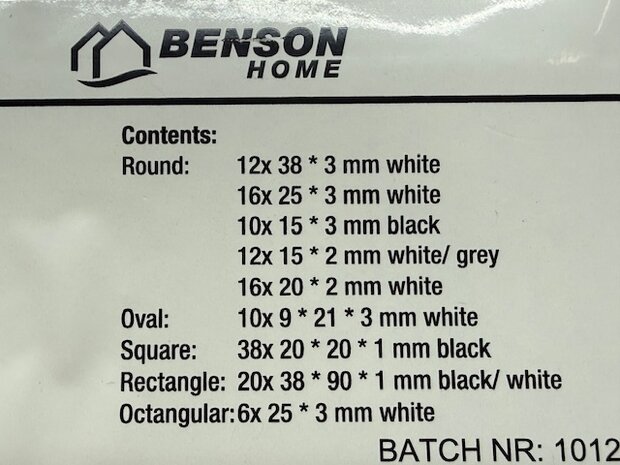 BENSON
HOME
Contents:
Round: 12x 38 * 3 mm white
16x 25 * 3 mm white
10x 15 * 3 mm black
12x 15 * 2 mm white/ grey
16x 20 * 2 mm white
Oval: 10x 9 * 21 * 3 mm white
Square: 38x 20 * 20 * 1 mm black
Rectangle: 20x 38 * 90 * 1 mm black/ white
Octangular: 6x 25 * 3 mm white
BATCH NR: 1012